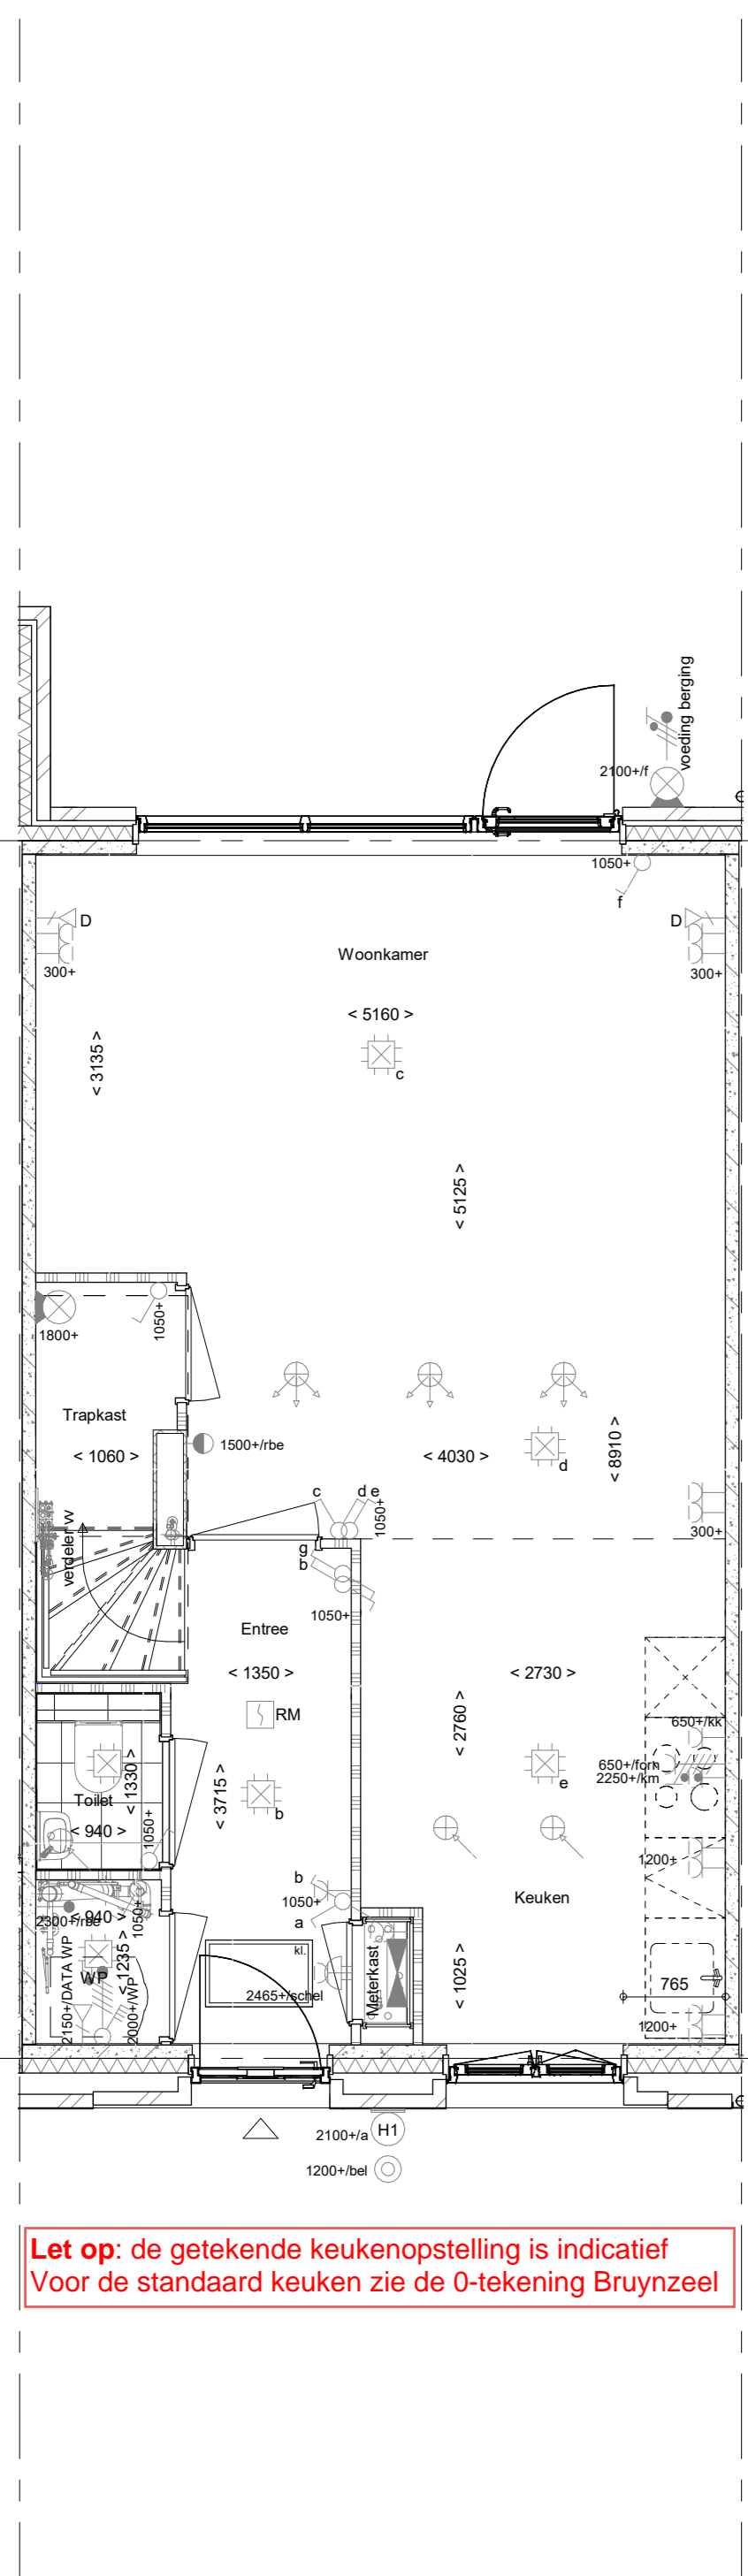 voeding berging
2100+/f
1050+
f
D
D
300+
300+
Woonkamer
< 5160 >
c
< 3135 >
< 5125 >
1050+
1800+
Trapkast
< 1060 >
1500+/rbe
< 4030 >
d
< 8910 >
c
d e
1050+
300+
verdeler VV
g
b
1050+
Entree
< 1350 >
RM
< 2730 >
< 2760 >
650+/kk
650+/forn
2250+/km
e
b
< 3715 >
< 1330 >
Toilet
< 940 >
1050+
1200+
Keuken
b
1050+
a
< 940 >
2300+/rbe
1050+
< 1235 >
WP
2150+/DATA WP
2000+/WP
kl.
2465+/schel
Meterkast
< 1025 >
765
1200+
2100+/a
H1
1200+/bel
Let op: de getekende keukenopstelling is indicatief
Voor de standaard keuken zie de 0-tekening Bruynzeel